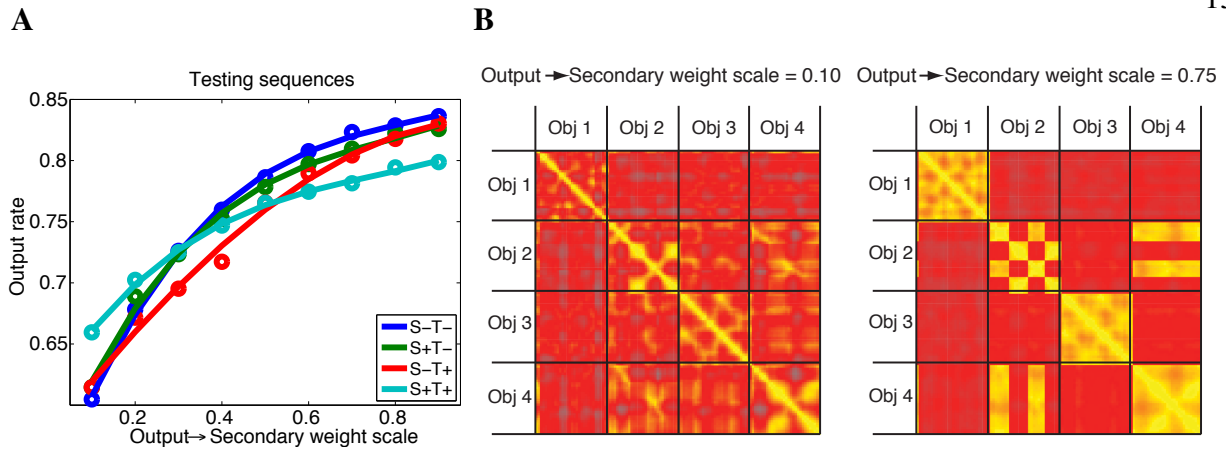 A
B
Testing sequences
Output rate
0.85
0.8
0.75
0.7
0.65
0.2
0.4
0.6
0.8
Output→Secondary weight scale
S−T−
S+T−
S−T+
S+T+
Output →Secondary weight scale = 0.10
Obj 1 Obj 2 Obj 3 Obj 4
Obj 1
Obj 2
Obj 3
Obj 4
Output →Secondary weight scale = 0.75
Obj 1 Obj 2 Obj 3 Obj 4
Obj 1
Obj 2
Obj 3
Obj 4